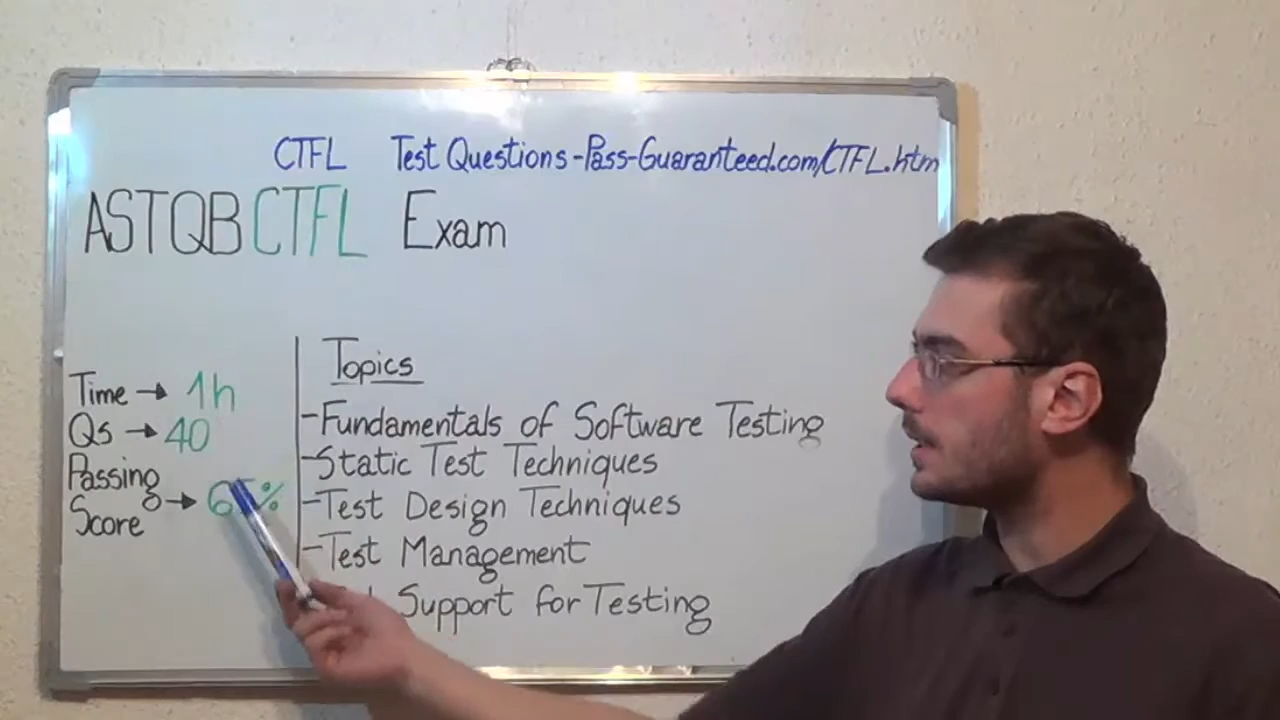 CTFL Test Questions-Pass-Guaranteed.com/CTFL.htm
ASTQB CTFL Exam
Time → 1h
Qs → 40
Passing
Score →
Topics
-Fundamentals of Software Testing
-Static Test Techniques
-Test Design Techniques
-Test Management
Support for Testing